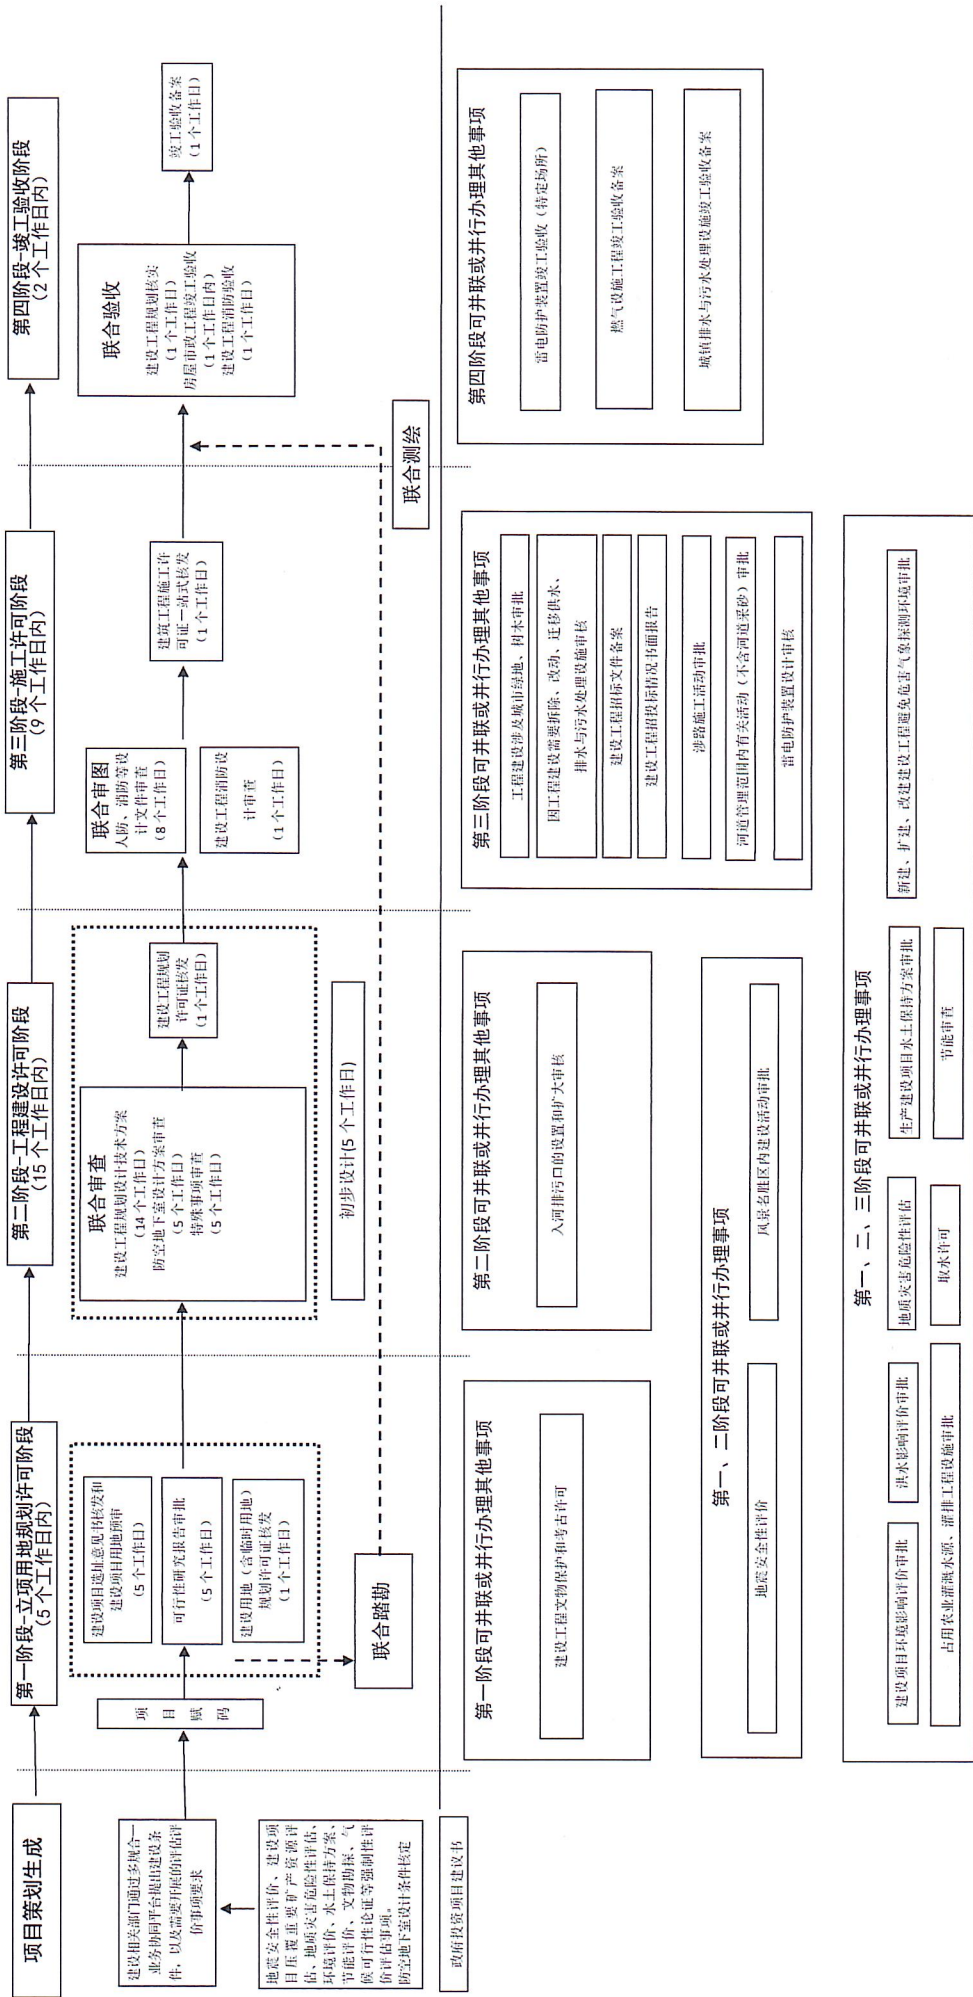 项目策划生成
第一阶段-立项用地规划许可阶段
(5 个工作日内)
第二阶段-工程建设许可阶段
(15 个工作日内)
第三阶段-施工许可阶段
(9 个工作日内)
第四阶段-竣工验收阶段
(2 个工作日内)
建设相关部门通过多规合一
业务协同平台提出建设条
件，以及需要开展的评估评
价事项要求
地震安全性评价、建设项
目压覆重要矿产资源评
估、地质灾害危险性评估、
环境评价、水土保持方案、
节能评价、文物勘探、气
候可行性论证等强制性评
价评估事项。
防空地下室设计条件核定
政府投资项目建议书
项
目
赋
码
建设项目选址意见书核发和
建设项目用地预审
(5 个工作日)
可行性研究报告审批
(5 个工作日)
建设用地（含临时用地）
规划许可证核发
(1 个工作日)
联合踏勘
联合审查
建设工程规划设计技术方案
(14 个工作日)
防空地下室设计方案审查
(5 个工作日)
特殊事项审查
(5 个工作日)
建设工程规划
许可证核发
(1 个工作日)
初步设计(5 个工作日)
联合审图
人防、消防等设
计文件审查
(8 个工作日)
建设工程消防设
计审查
(1 个工作日)
建筑工程施工许
可证一站式核发
(1 个工作日)
联合测绘
联合验收
建设工程规划核实
(1 个工作日)
房屋市政工程竣工验收
(1 个工作日内)
建设工程消防验收
(1 个工作日)
竣工验收备案
(1 个工作日)
第一阶段可并联或并行办理其他事项
建设工程文物保护和考古许可
第二阶段可并联或并行办理其他事项
入河排污口的设置和扩大审核
第三阶段可并联或并行办理其他事项
工程建设涉及城市绿地、树木审批
因工程建设需要拆除、改动、迁移供水、
排水与污水处理设施审核
建设工程招标文件备案
建设工程招投标情况书面报告
涉路施工活动审批
河道管理范围内有关活动（不含河道采砂）审批
雷电防护装置设计审核
第四阶段可并联或并行办理其他事项
雷电防护装置竣工验收（特定场所）
燃气设施工程竣工验收备案
城镇排水与污水处理设施竣工验收备案
第一、二阶段可并联或并行办理事项
地震安全性评价
风景名胜区内建设活动审批
第一、二、三阶段可并联或并行办理事项
建设项目环境影响评价审批
洪水影响评价审批
地质灾害危险性评估
生产建设项目水土保持方案审批
新建、扩建、改建建设工程避免危害气象探测环境审批
占用农业灌溉水源、灌排工程设施审批
取水许可
节能审查